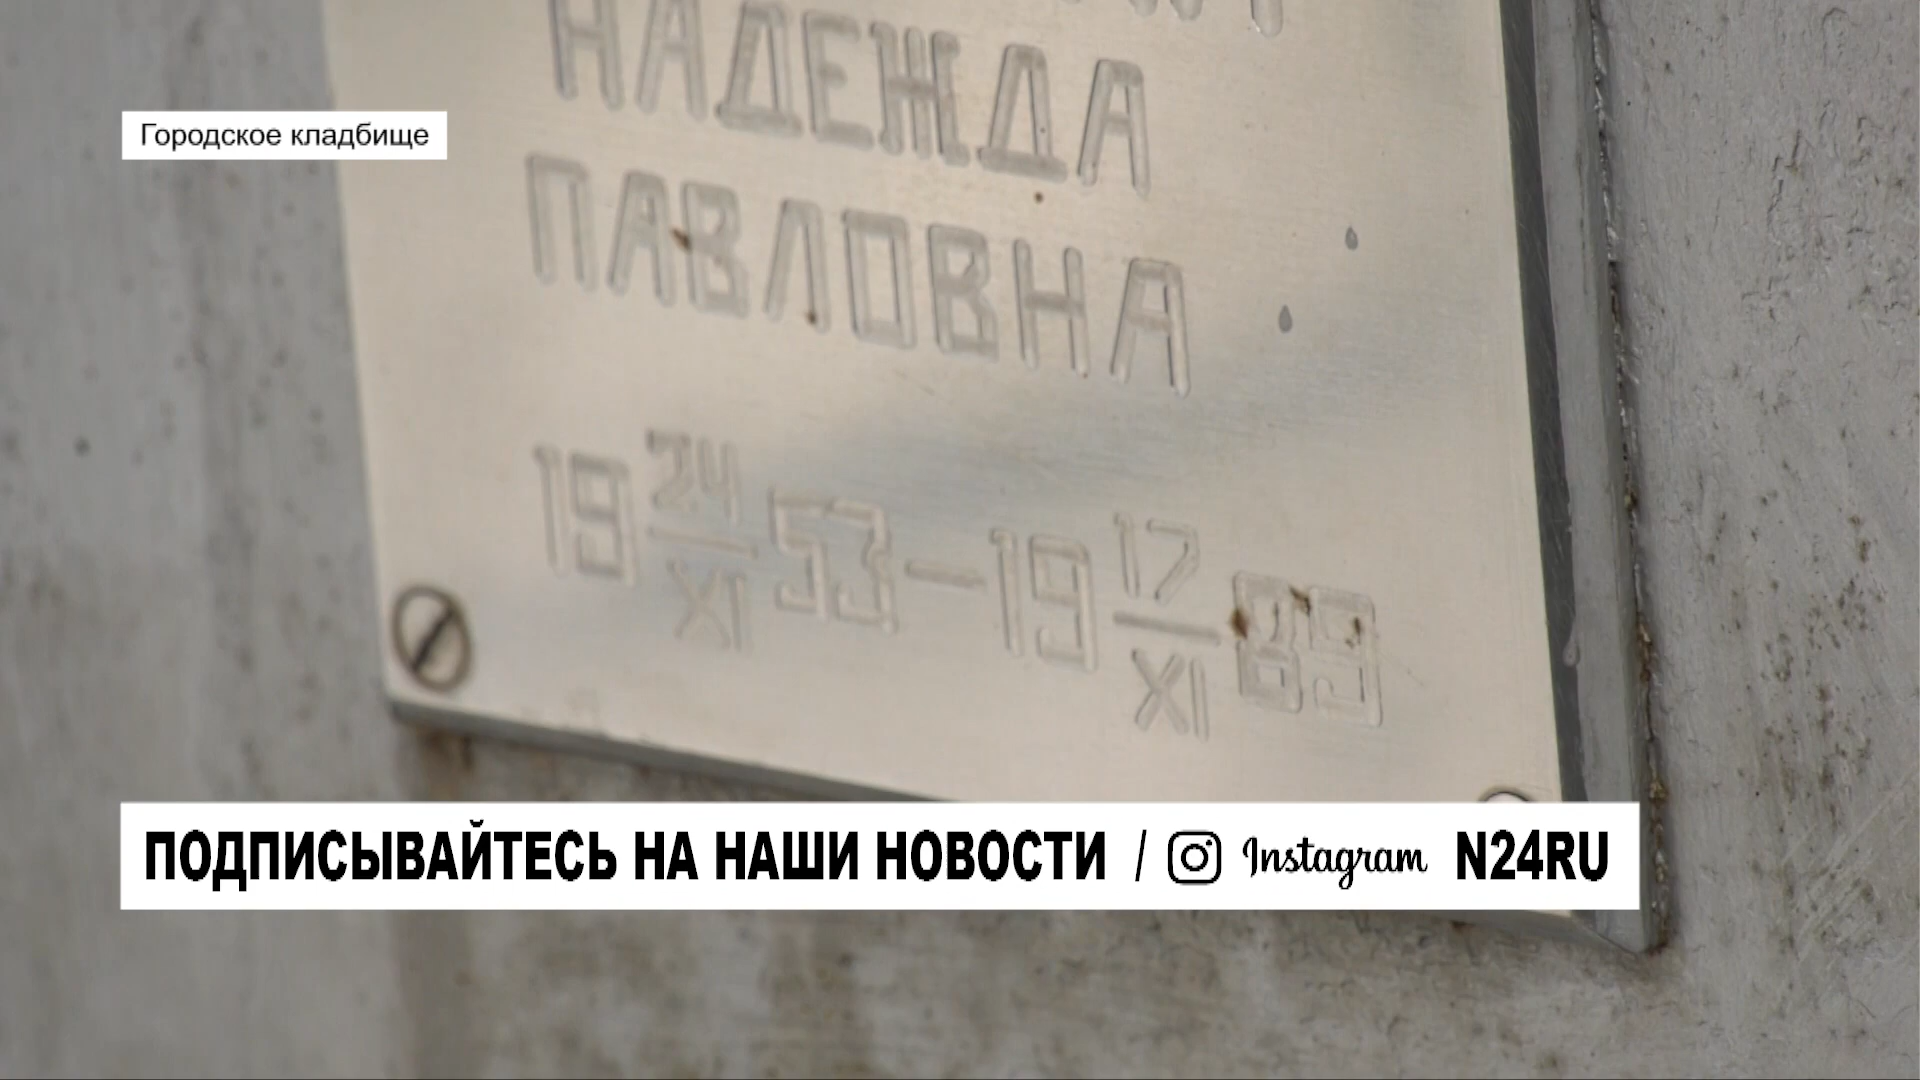 НАДЕЖДА
Городское кладбище
ПАВЛОВНА
19 24/XI 53 - 19 17/XI 89
ПОДПИСЫВАЙТЕСЬ НА НАШИ НОВОСТИ / Instagram N24RU